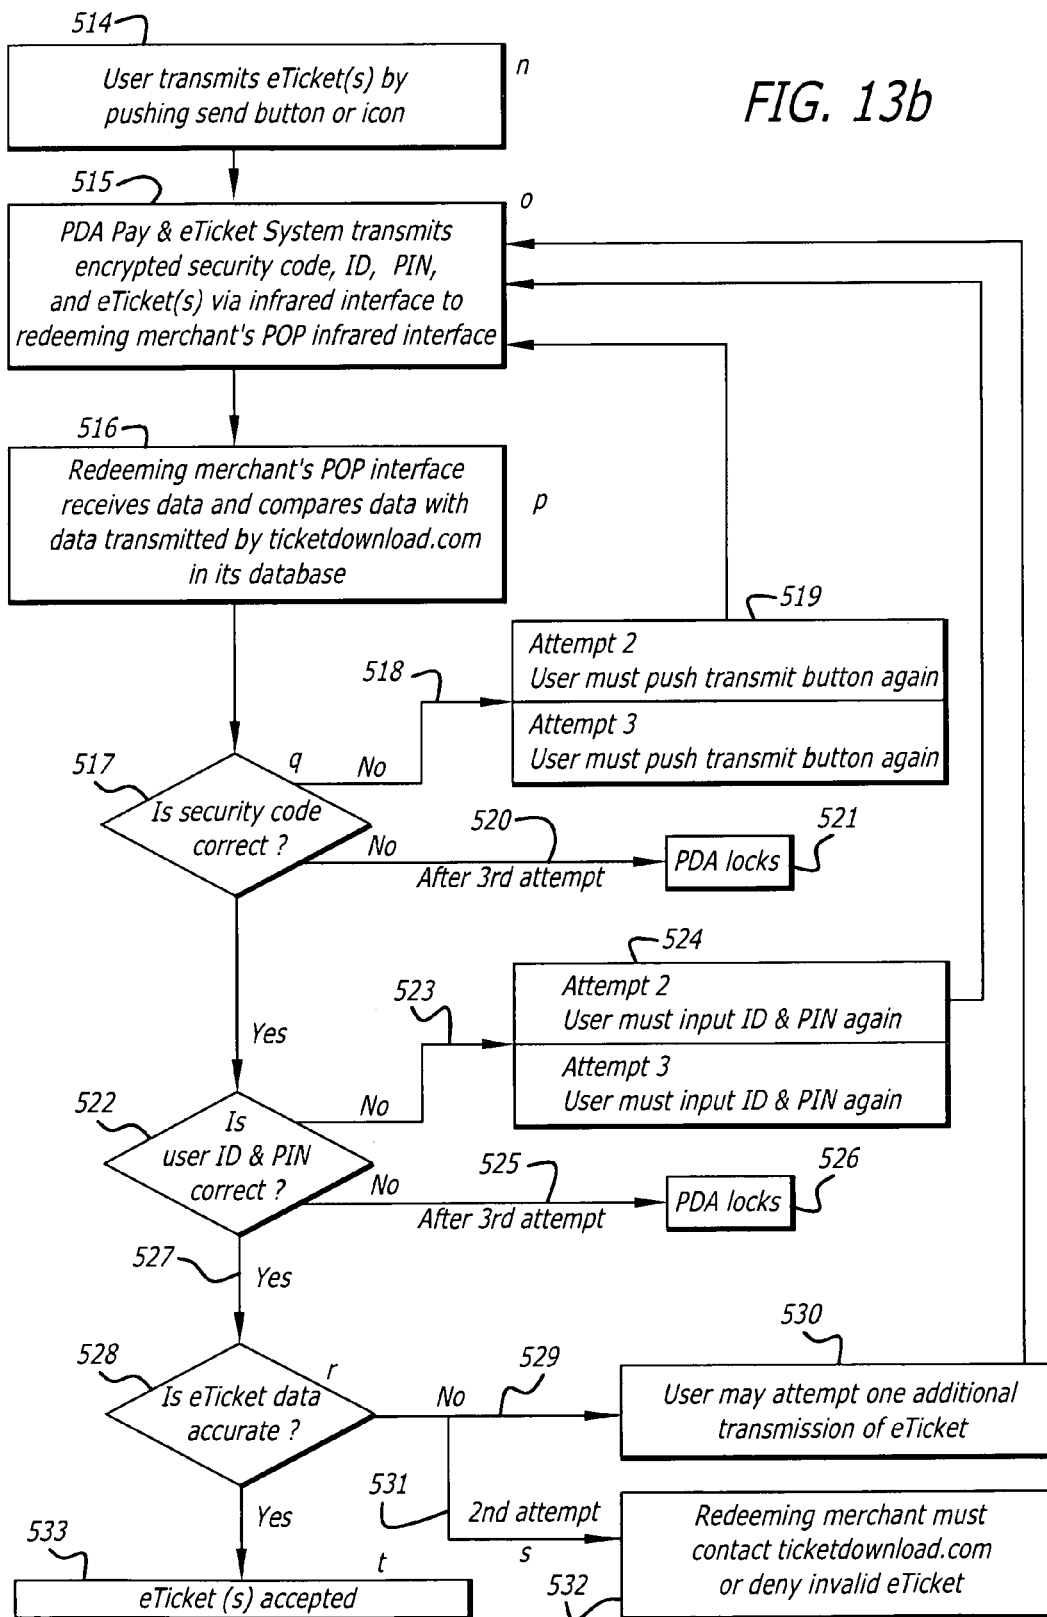 514
User transmits eTicket(s) by
pushing send button or icon
n
FIG. 13b
515
o
PDA Pay & eTicket System transmits
encrypted security code, ID, PIN,
and eTicket(s) via infrared interface to
redeeming merchant's POP infrared interface
516
Redeeming merchant's POP interface
receives data and compares data with
data transmitted by ticketdownload.com
in its database
p
519
Attempt 2
User must push transmit button again
Attempt 3
User must push transmit button again
518
517
q
No
Is security code
correct ?
No
520
After 3rd attempt
521
PDA locks
524
Attempt 2
User must input ID & PIN again
Attempt 3
User must input ID & PIN again
523
Yes
522
No
Is
user ID & PIN
correct ?
No
525
After 3rd attempt
526
PDA locks
527
Yes
530
528
r
Is eTicket data
accurate ?
No
529
User may attempt one additional
transmission of eTicket
531
2nd attempt
s
Redeeming merchant must
contact ticketdownload.com
or deny invalid eTicket
532
Yes
533
t
eTicket (s) accepted